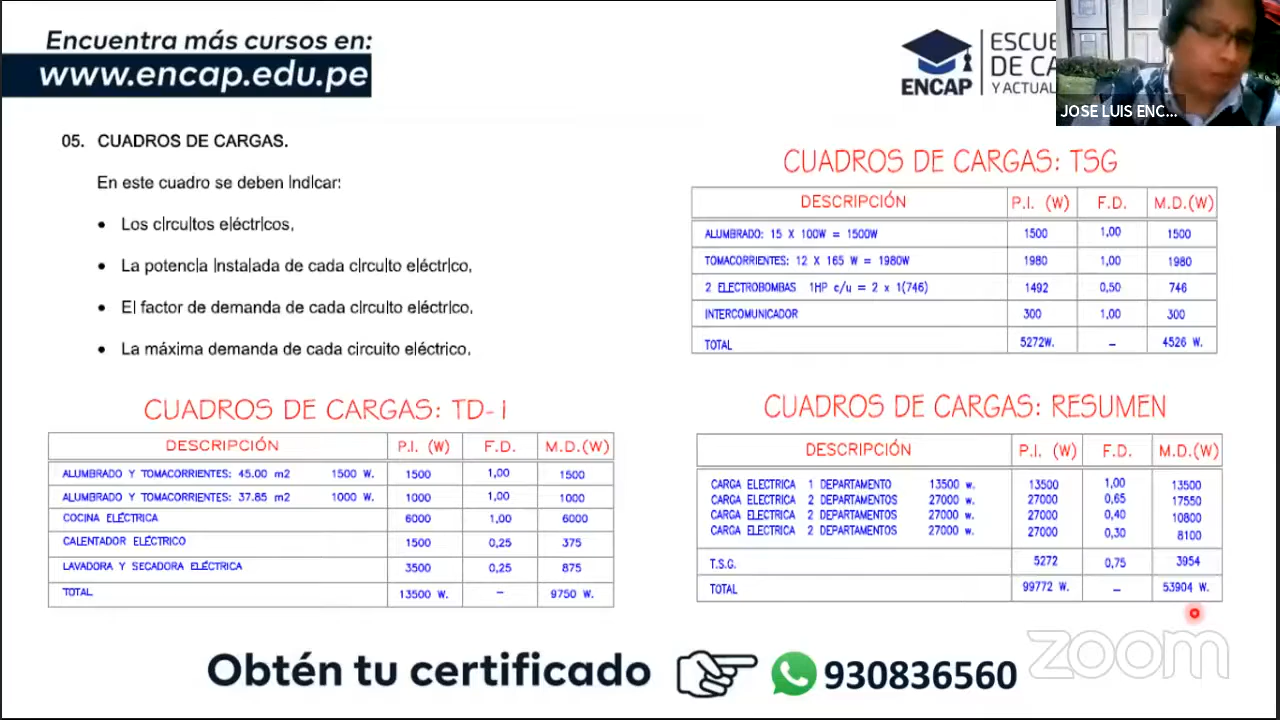 Encuentra más cursos en:
www.encap.edu.pe
ENCAP
ESCUE
DE CA
Y ACTUAL
JOSE LUIS ENC...
05. CUADROS DE CARGAS.
En este cuadro se deben indicar:
• Los circuitos eléctricos,
• La potencia instalada de cada circuito eléctrico,
• El factor de demanda de cada circuito eléctrico,
• La máxima demanda de cada circuito eléctrico,
CUADROS DE CARGAS: TSG
DESCRIPCIÓN P.I. (W) F.D. M.D.(W)
ALUMBRADO: 15 X 100W = 1500W 1500 1,00 1500
TOMACORRIENTES: 12 X 165 W = 1980W 1980 1,00 1980
2 ELECTROBOMBAS 1HP c/u = 2 x 1(746) 1492 0,50 746
INTERCOMUNICADOR 300 1,00 300
TOTAL 5272W. – 4526 W.
CUADROS DE CARGAS: TD-1
DESCRIPCIÓN P.I. (W) F.D. M.D.(W)
ALUMBRADO Y TOMACORRIENTES: 45.00 m2 1500 W. 1500 1,00 1500
ALUMBRADO Y TOMACORRIENTES: 37.85 m2 1000 W. 1000 1,00 1000
COCINA ELÉCTRICA 6000 1,00 6000
CALENTADOR ELÉCTRICO 1500 0,25 375
LAVADORA Y SECADORA ELÉCTRICA 3500 0,25 875
TOTAL 13500 W. – 9750 W.
CUADROS DE CARGAS: RESUMEN
DESCRIPCIÓN P.I. (W) F.D. M.D.(W)
CARGA ELECTRICA 1 DEPARTAMENTO 13500 w. 13500 1,00 13500
CARGA ELECTRICA 2 DEPARTAMENTOS 27000 w. 27000 0,65 17550
CARGA ELECTRICA 2 DEPARTAMENTOS 27000 w. 27000 0,40 10800
CARGA ELECTRICA 2 DEPARTAMENTOS 27000 w. 27000 0,30 8100
T.S.G. 5272 0,75 3954
TOTAL 99772 W. – 53904 W.
zoom
Obtén tu certificado 930836560